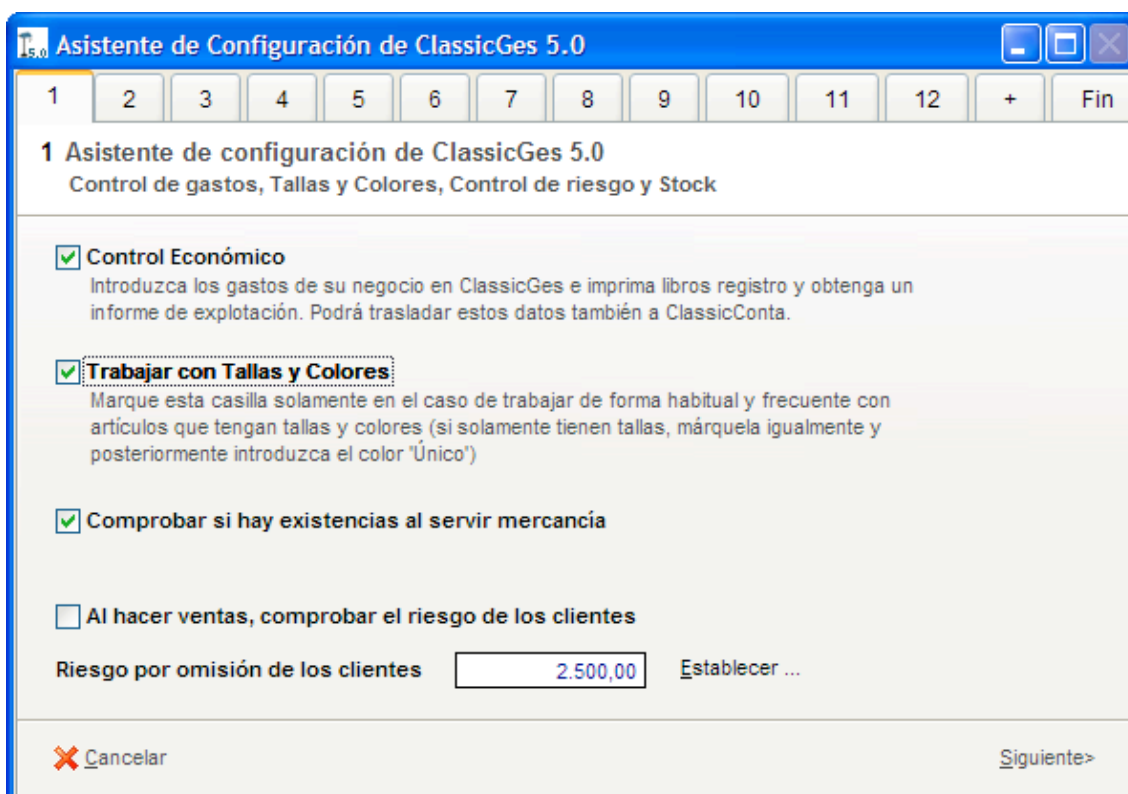 5.0 Asistente de Configuración de ClassicGes 5.0
1 2 3 4 5 6 7 8 9 10 11 12 + Fin
1 Asistente de configuración de ClassicGes 5.0
Control de gastos, Tallas y Colores, Control de riesgo y Stock
Control Económico
Introduzca los gastos de su negocio en ClassicGes e imprima libros registro y obtenga un
informe de explotación. Podrá trasladar estos datos también a ClassicConta.
Trabajar con Tallas y Colores
Marque esta casilla solamente en el caso de trabajar de forma habitual y frecuente con
artículos que tengan tallas y colores (si solamente tienen tallas, márquela igualmente y
posteriormente introduzca el color "Único")
Comprobar si hay existencias al servir mercancía
Al hacer ventas, comprobar el riesgo de los clientes
Riesgo por omisión de los clientes 2.500,00 Establecer ...
Cancelar Siguiente>